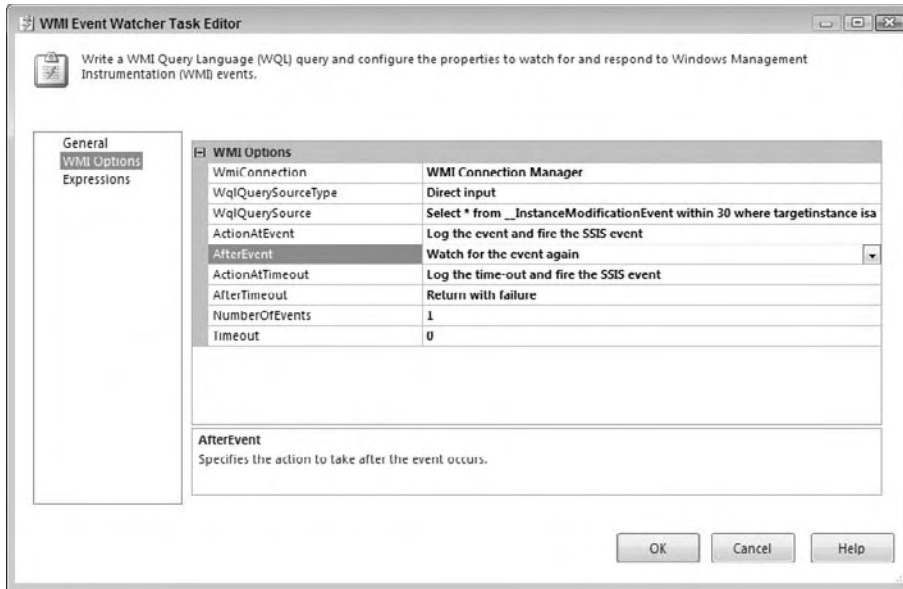 WMI Event Watcher Task Editor
Write a WMI Query Language (WQL) query and configure the properties to watch for and respond to Windows Management
Instrumentation (WMI) events.
General
WMI Options
Expressions
WMI Options
WmiConnection WMI Connection Manager
WqlQuerySourceType Direct input
WqlQuerySource Select * from __InstanceModificationEvent within 30 where targetinstance isa
ActionAtEvent Log the event and fire the SSIS event
AfterEvent Watch for the event again
ActionAtTimeout Log the time-out and fire the SSIS event
AfterTimeout Return with failure
NumberOfEvents 1
Timeout 0
AfterEvent
Specifies the action to take after the event occurs.
OK Cancel Help